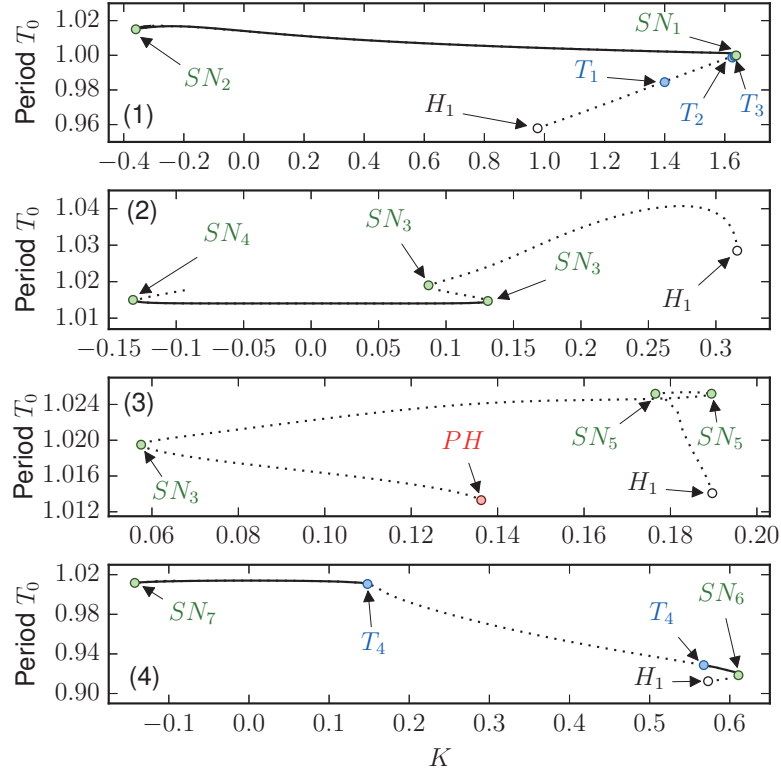 Period T₀
1.02
1.00
0.98
0.96
SN₂
SN₁
T₁
H₁
T₂
T₃
(1)
−0.4 −0.2 0.0 0.2 0.4 0.6 0.8 1.0 1.2 1.4 1.6
Period T₀
1.04
1.03
1.02
1.01
(2)
SN₄
SN₃
SN₃
H₁
−0.15 −0.1 −0.05 0.0 0.05 0.1 0.15 0.2 0.25 0.3
Period T₀
1.024
1.020
1.016
1.012
(3)
SN₃
PH
SN₅
SN₅
H₁
0.06 0.08 0.10 0.12 0.14 0.16 0.18 0.20
Period T₀
1.02
0.98
0.94
0.90
SN₇
T₄
T₄
SN₆
H₁
(4)
−0.1 0.0 0.1 0.2 0.3 0.4 0.5 0.6
K